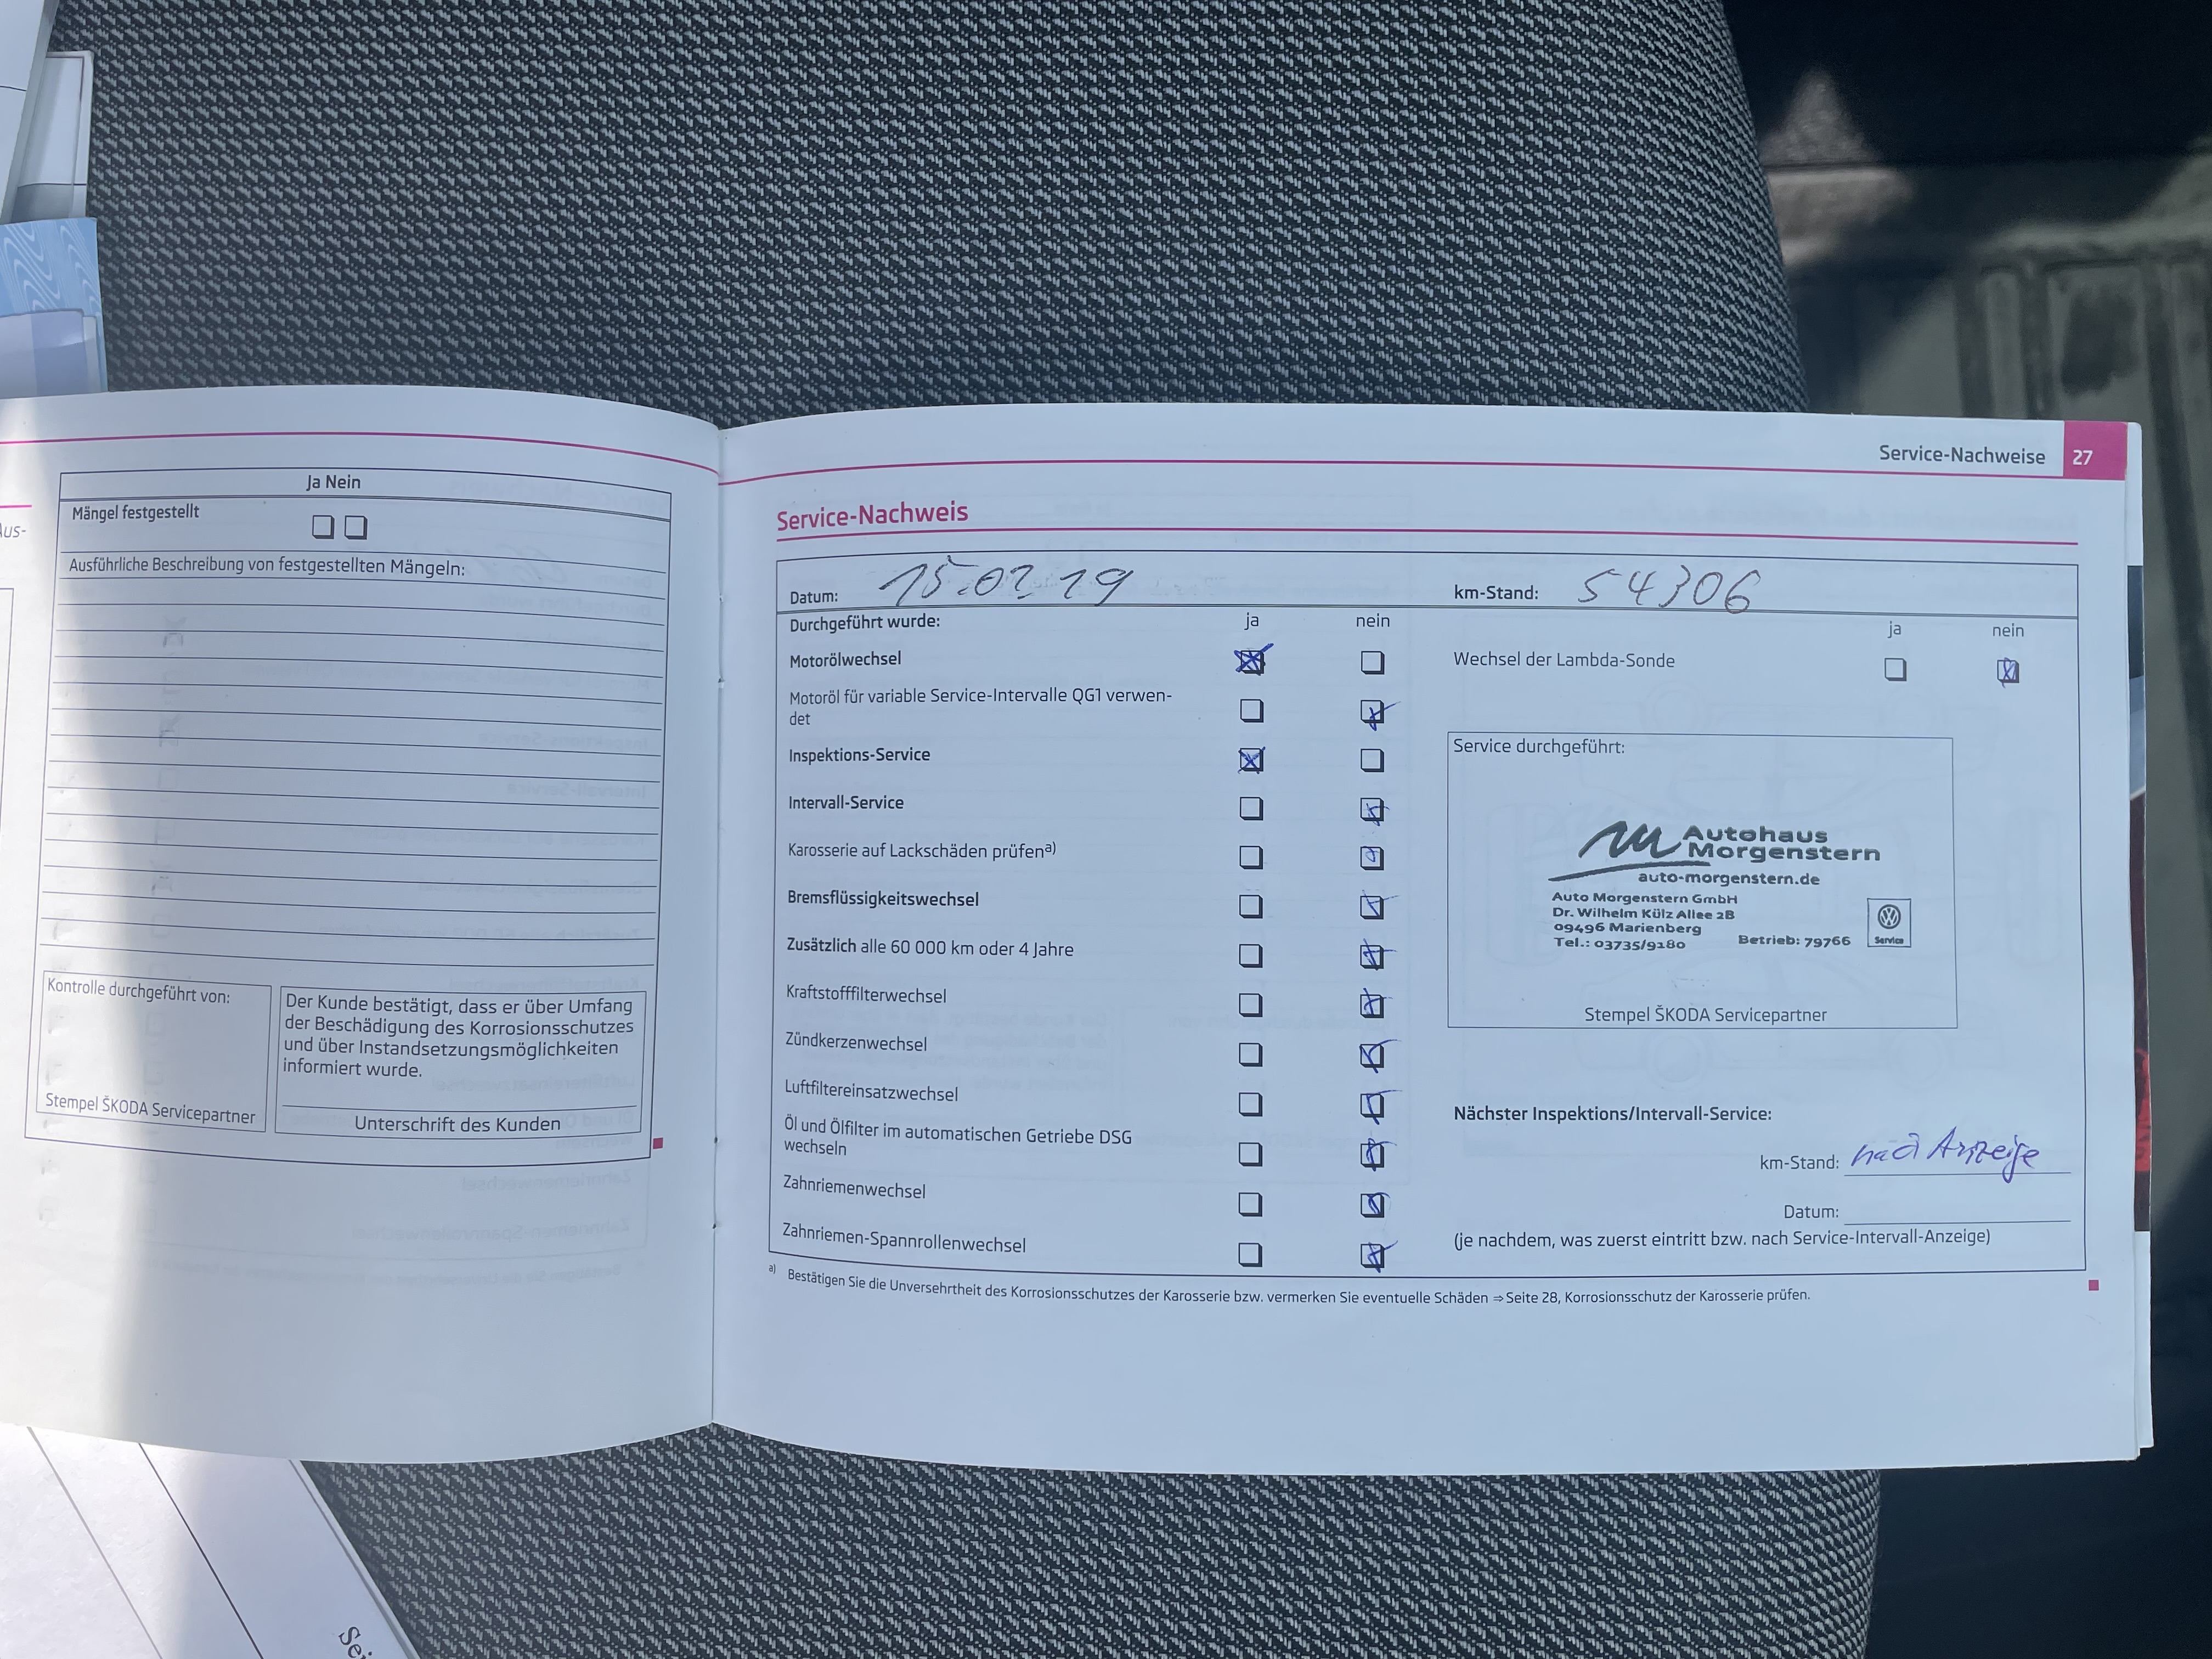 Aus-
Ja Nein
Mängel festgestellt
Ausführliche Beschreibung von festgestellten Mängeln:
Kontrolle durchgeführt von:
Stempel ŠKODA Servicepartner
Der Kunde bestätigt, dass er über Umfang
der Beschädigung des Korrosionsschutzes
und über Instandsetzungsmöglichkeiten
informiert wurde.
Unterschrift des Kunden
Service-Nachweise 27
Service-Nachweis
Datum: 15.02.19 km-Stand: 54306
Durchgeführt wurde: ja nein
Motorölwechsel
Motoröl für variable Service-Intervalle QG1 verwen-
det
Inspektions-Service
Intervall-Service
Karosserie auf Lackschäden prüfen a)
Bremsflüssigkeitswechsel
Zusätzlich alle 60 000 km oder 4 Jahre
Kraftstofffilterwechsel
Zündkerzenwechsel
Luftfiltereinsatzwechsel
Öl und Ölfilter im automatischen Getriebe DSG
wechseln
Zahnriemenwechsel
Zahnriemen-Spannrollenwechsel
ja nein
Wechsel der Lambda-Sonde
Service durchgeführt:
Autohaus
Morgenstern
auto-morgenstern.de
Auto Morgenstern GmbH
Dr. Wilhelm Külz Allee 2B
09496 Marienberg
Tel.: 03735/9180 Betrieb: 79766
Service
Stempel ŠKODA Servicepartner
Nächster Inspektions/Intervall-Service:
km-Stand: nach Anzeige
Datum:
(je nachdem, was zuerst eintritt bzw. nach Service-Intervall-Anzeige)
a) Bestätigen Sie die Unversehrtheit des Korrosionsschutzes der Karosserie bzw. vermerken Sie eventuelle Schäden ⇒ Seite 28, Korrosionsschutz der Karosserie prüfen.
Sei